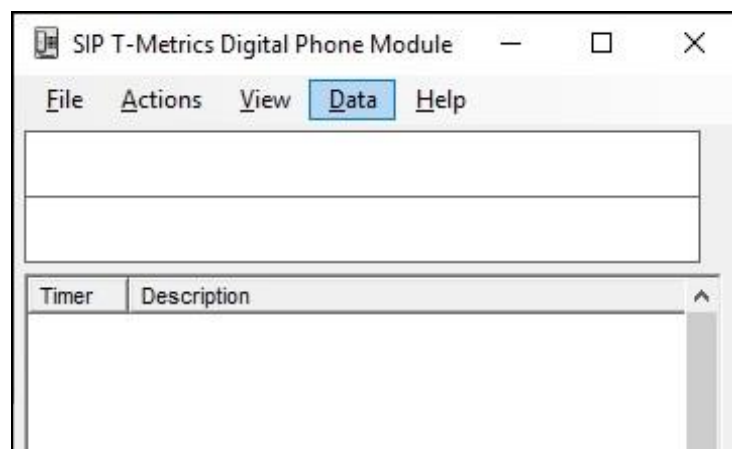 SIP T-Metrics Digital Phone Module
File Actions View Data Help
Timer Description